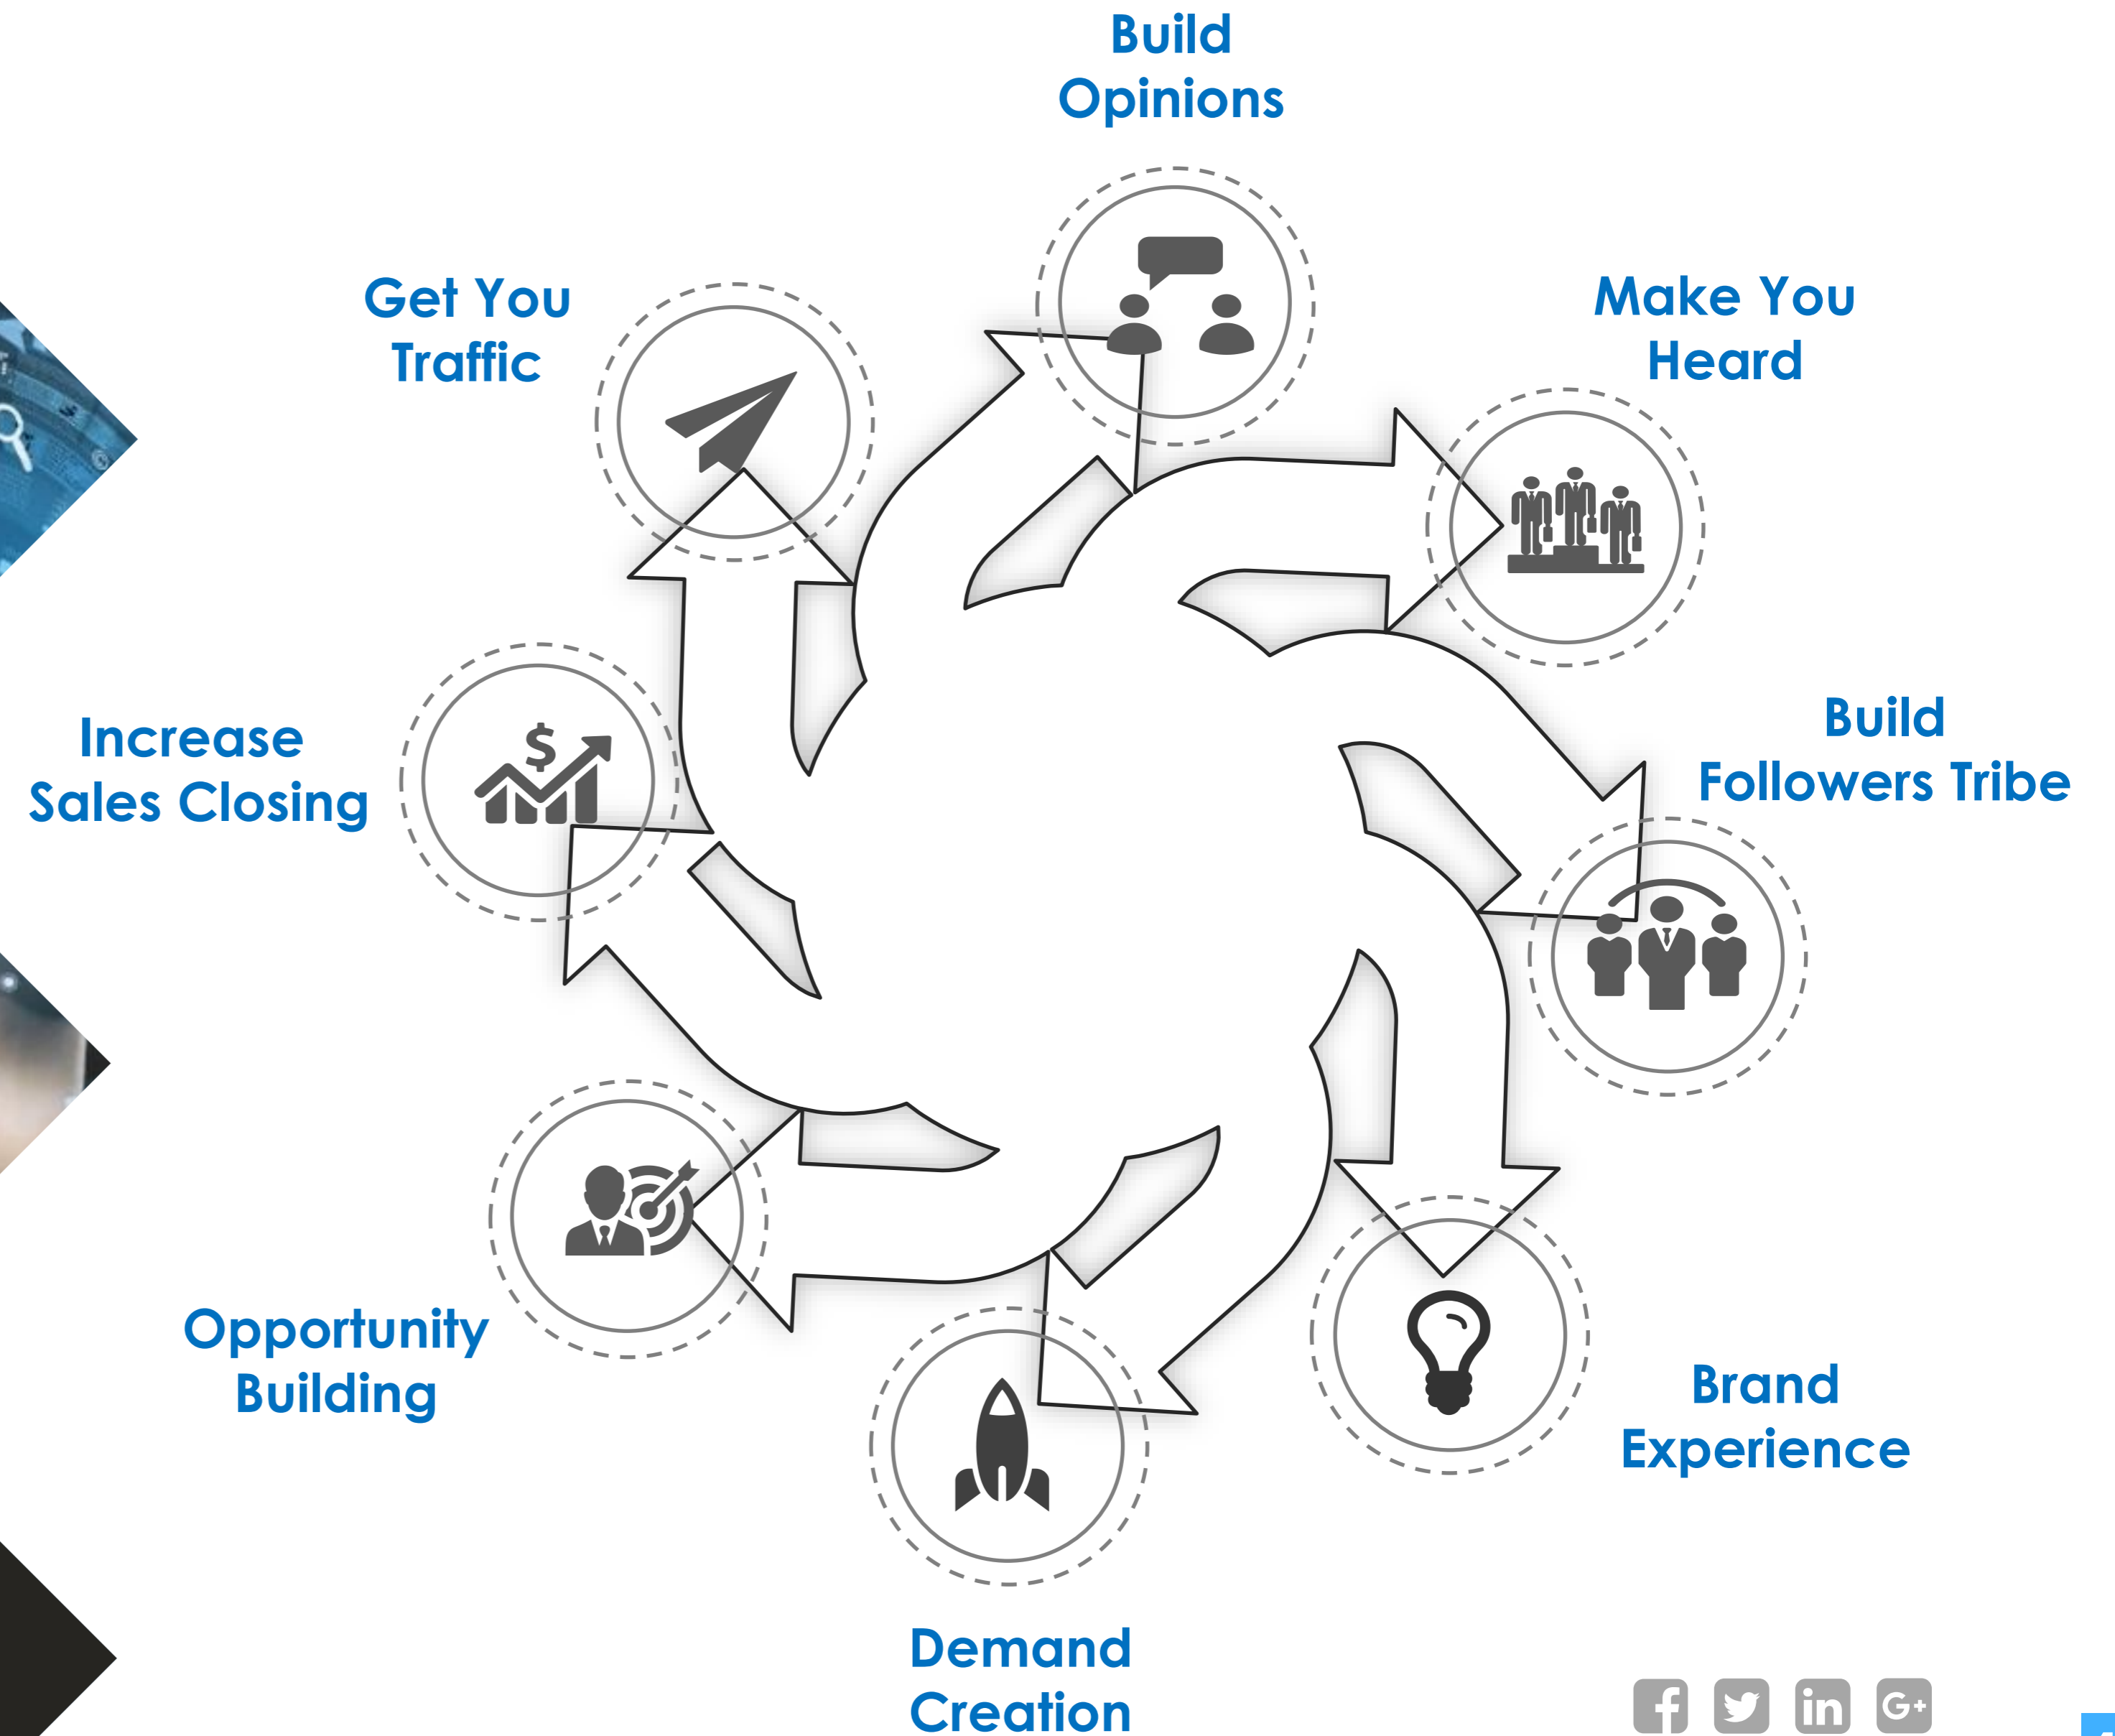 Build
Opinions
Get You
Traffic
Make You
Heard
Increase
Sales Closing
Build
Followers Tribe
Opportunity
Building
Brand
Experience
Demand
Creation